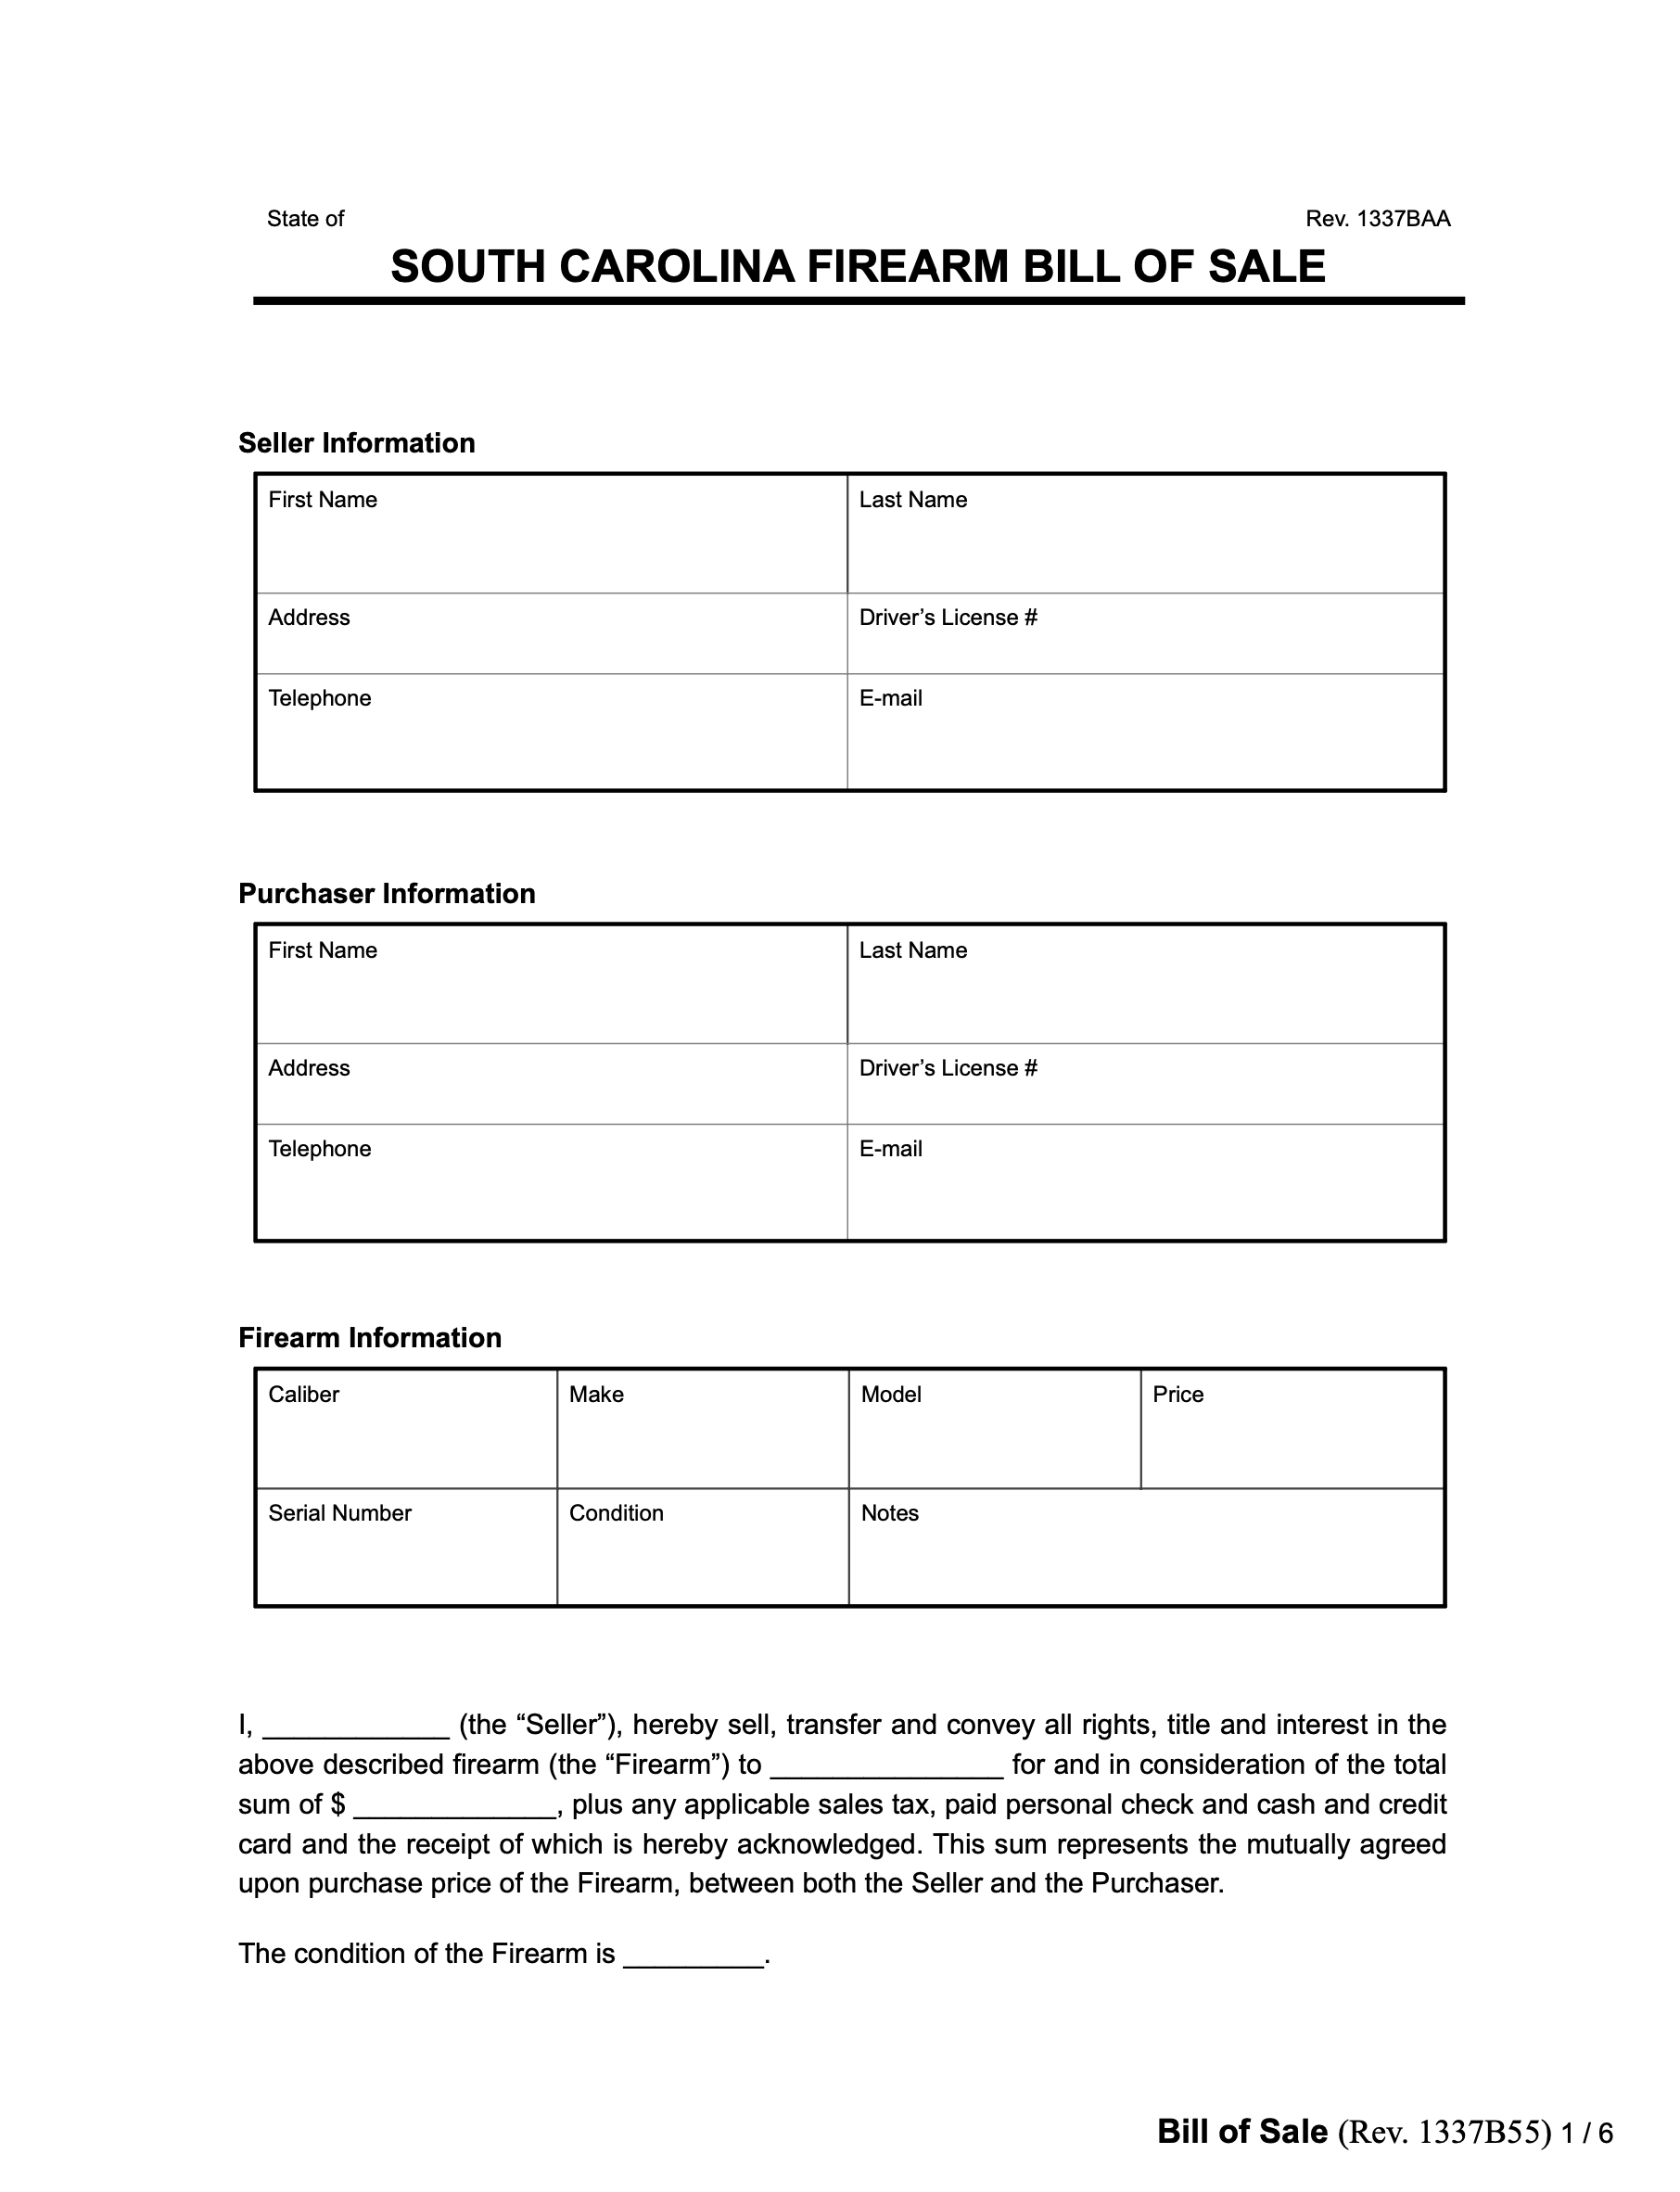 State of
Rev. 1337BAA
SOUTH CAROLINA FIREARM BILL OF SALE
Seller Information
First Name
Last Name
Address
Driver’s License #
Telephone
E-mail
Purchaser Information
First Name
Last Name
Address
Driver’s License #
Telephone
E-mail
Firearm Information
Caliber
Make
Model
Price
Serial Number
Condition
Notes
I, ____________ (the “Seller”), hereby sell, transfer and convey all rights, title and interest in the
above described firearm (the “Firearm”) to _______________ for and in consideration of the total
sum of $ _____________, plus any applicable sales tax, paid personal check and cash and credit
card and the receipt of which is hereby acknowledged. This sum represents the mutually agreed
upon purchase price of the Firearm, between both the Seller and the Purchaser.
The condition of the Firearm is _________.
Bill of Sale (Rev. 1337B55) 1 / 6